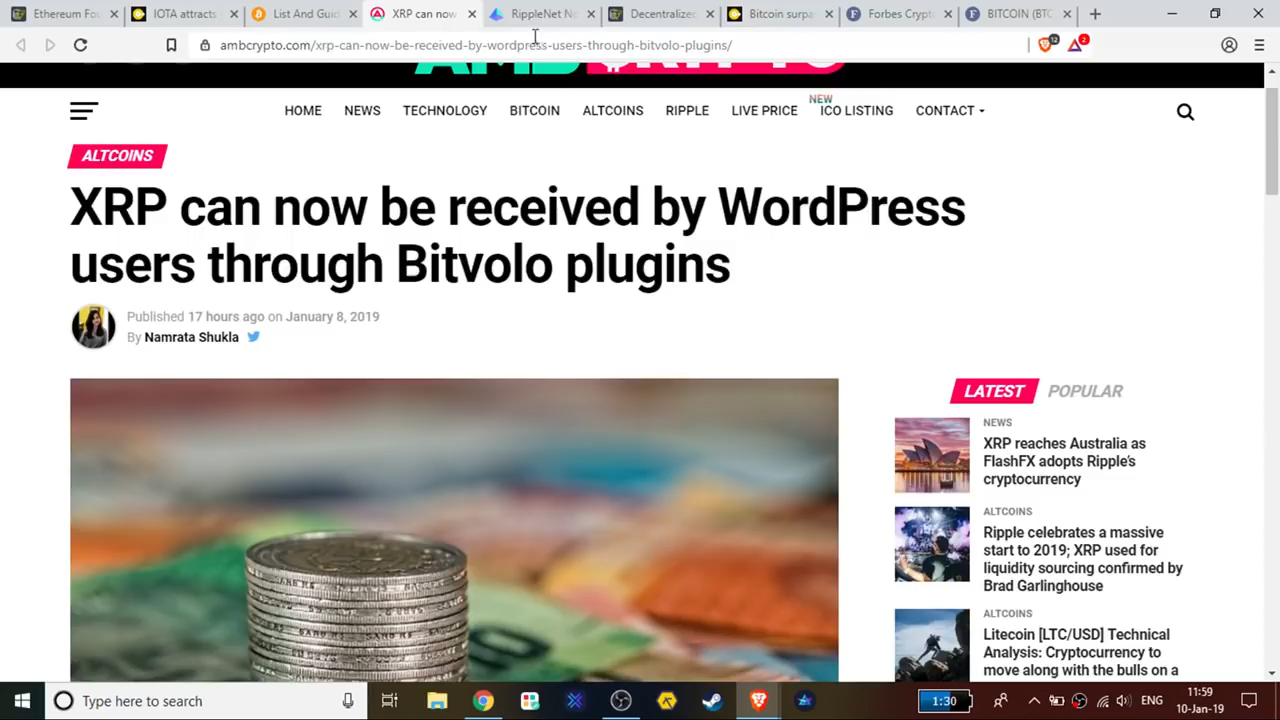 Ethereum Fou
IOTA attracts
List And Guid
XRP can now
RippleNet No
Decentralized
Bitcoin surpa
Forbes Crypt
BITCOIN (BTC
ambcrypto.com/xrp-can-now-be-received-by-wordpress-users-through-bitvolo-plugins/
12
2
HOME
NEWS
TECHNOLOGY
BITCOIN
ALTCOINS
RIPPLE
LIVE PRICE
NEW
ICO LISTING
CONTACT
ALTCOINS
XRP can now be received by WordPress
users through Bitvolo plugins
Published 17 hours ago on January 8, 2019
By Namrata Shukla
LATEST
POPULAR
NEWS
XRP reaches Australia as
FlashFX adopts Ripple's
cryptocurrency
ALTCOINS
Ripple celebrates a massive
start to 2019; XRP used for
liquidity sourcing confirmed by
Brad Garlinghouse
ALTCOINS
Litecoin [LTC/USD] Technical
Analysis: Cryptocurrency to
move along with the bulls on a
Type here to search
1:30
ENG
11:59
10-Jan-19